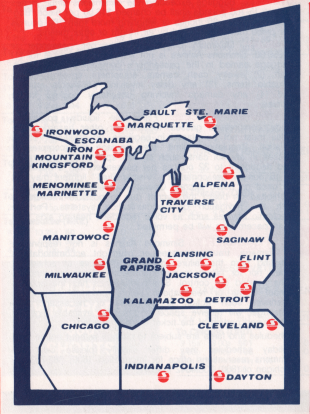 IRONW
SAULT STE. MARIE
IRONWOOD
MARQUETTE
ESCANABA
IRON
MOUNTAIN
KINGSFORD
MENOMINEE
MARINETTE
ALPENA
TRAVERSE
CITY
MANITOWOC
SAGINAW
GRAND
RAPIDS
LANSING
FLINT
MILWAUKEE
JACKSON
KALAMAZOO
DETROIT
CHICAGO
CLEVELAND
INDIANAPOLIS
DAYTON